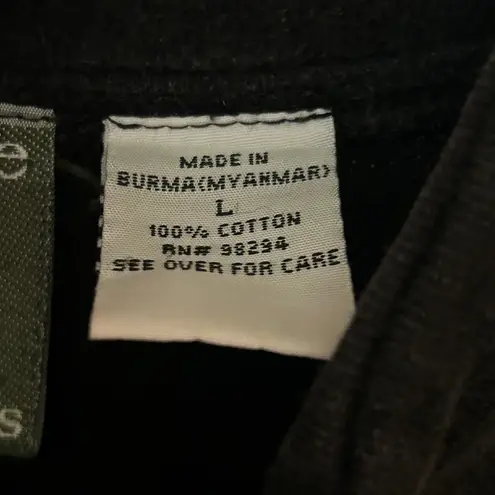 MADE IN
BURMA(MYANMAR)
L
100% COTTON
RN# 98294
SEE OVER FOR CARE
e
s